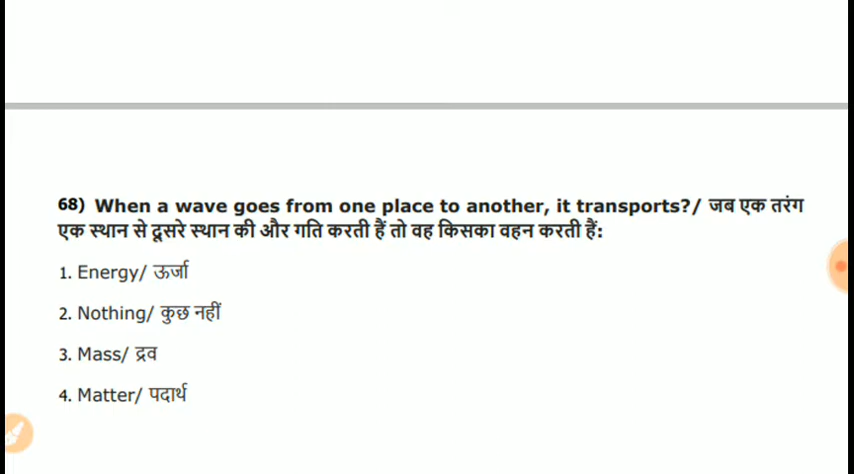 68) When a wave goes from one place to another, it transports?/ जब एक तरंग
एक स्थान से दूसरे स्थान की और गति करती हैं तो वह किसका वहन करती हैं:
1. Energy/ ऊर्जा
2. Nothing/ कुछ नहीं
3. Mass/ द्रव
4. Matter/ पदार्थ